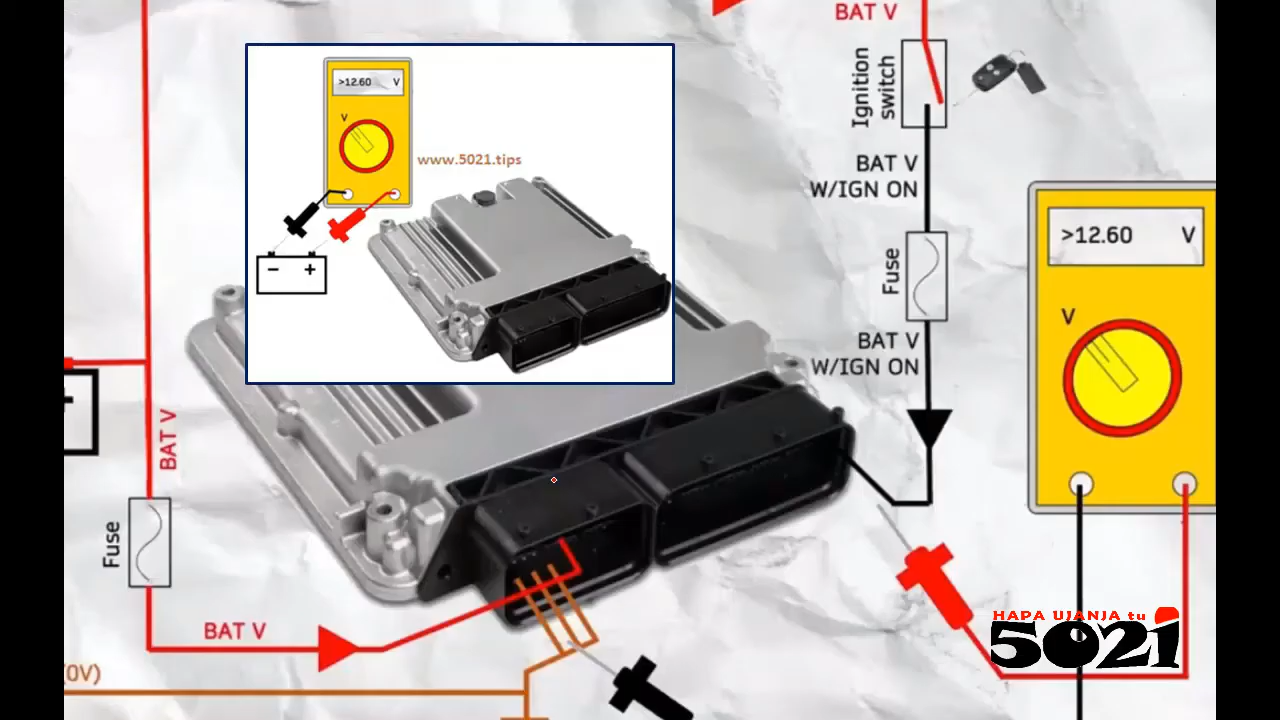 BAT V
Ignition
switch
>12.60 V
V
www.5021.tips
− +
BAT V
W/IGN ON
Fuse
>12.60 V
V
BAT V
W/IGN ON
+
BAT V
Fuse
HAPA UJANJA tu
5021
BAT V
(0V)